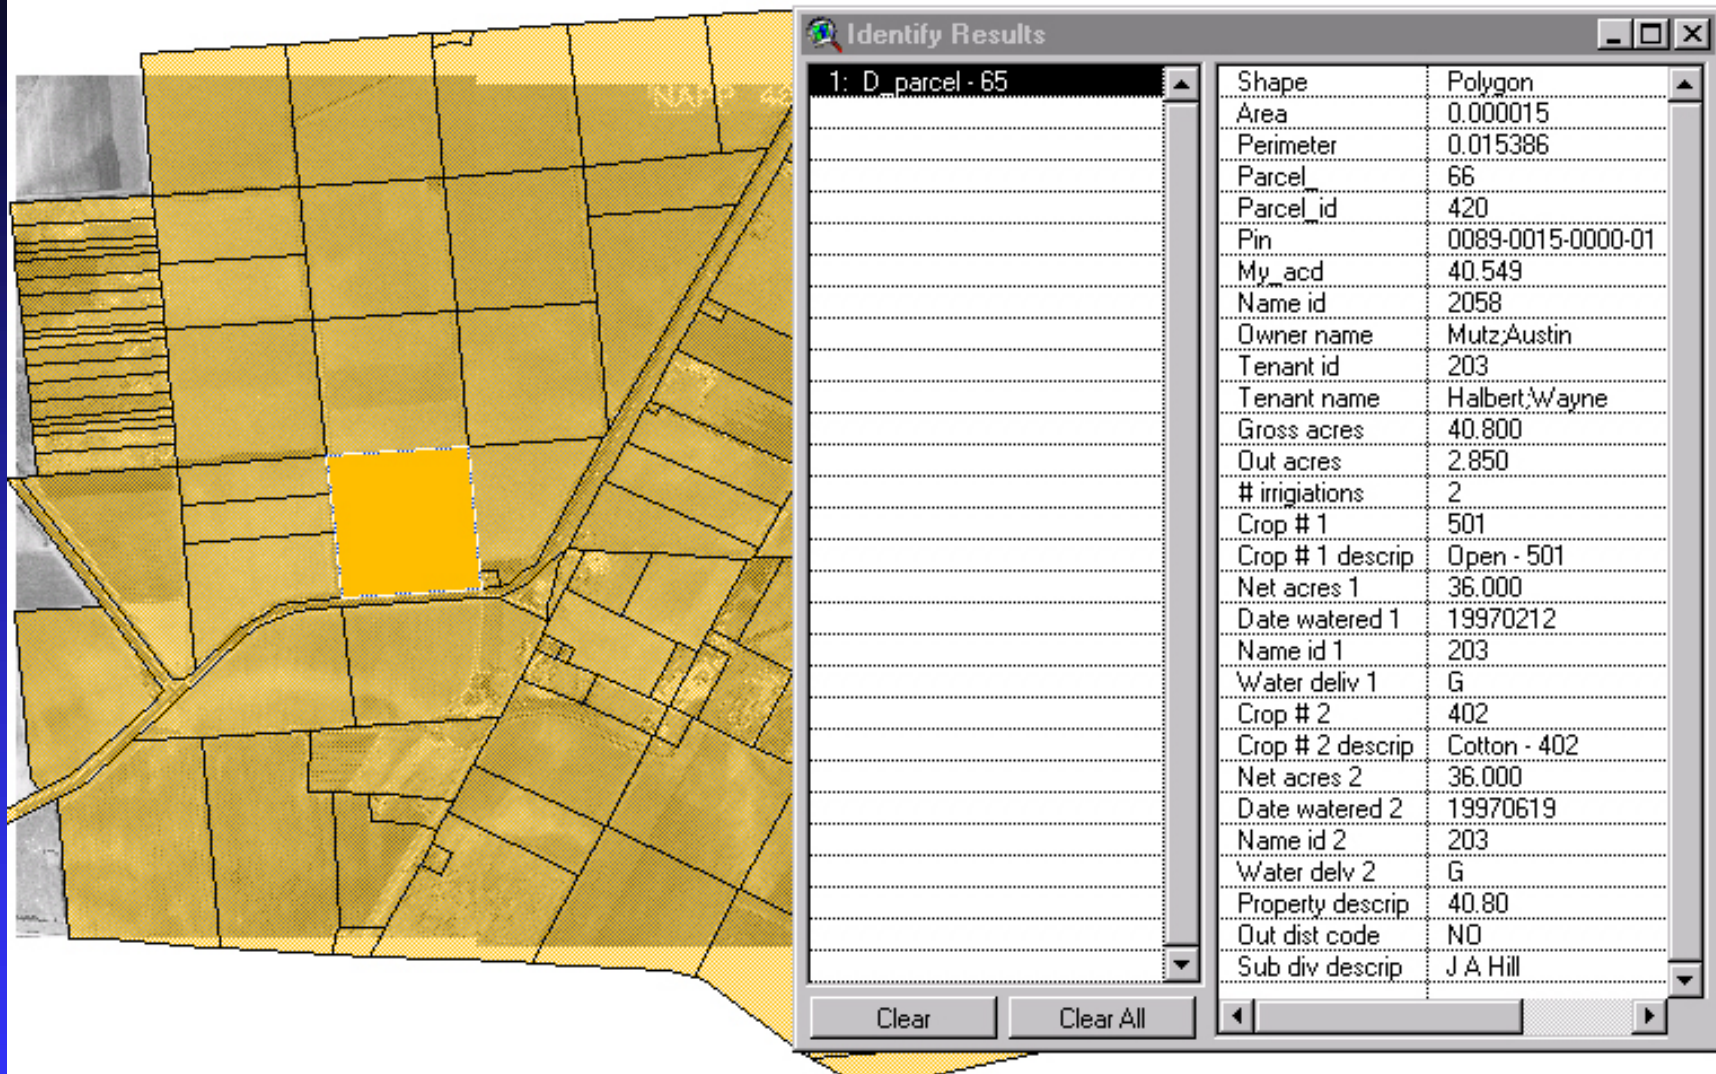 NAPP
Identify Results
1: D_parcel - 65
Shape Polygon
Area 0.000015
Perimeter 0.015386
Parcel_ 66
Parcel_id 420
Pin 0089-0015-0000-01
My_acd 40.549
Name id 2058
Owner name Mutz;Austin
Tenant id 203
Tenant name Halbert;Wayne
Gross acres 40.800
Out acres 2.850
# irrigiations 2
Crop # 1 501
Crop # 1 descrip Open - 501
Net acres 1 36.000
Date watered 1 19970212
Name id 1 203
Water deliv 1 G
Crop # 2 402
Crop # 2 descrip Cotton - 402
Net acres 2 36.000
Date watered 2 19970619
Name id 2 203
Water delv 2 G
Property descrip 40.80
Out dist code NO
Sub div descrip J A Hill
Clear Clear All